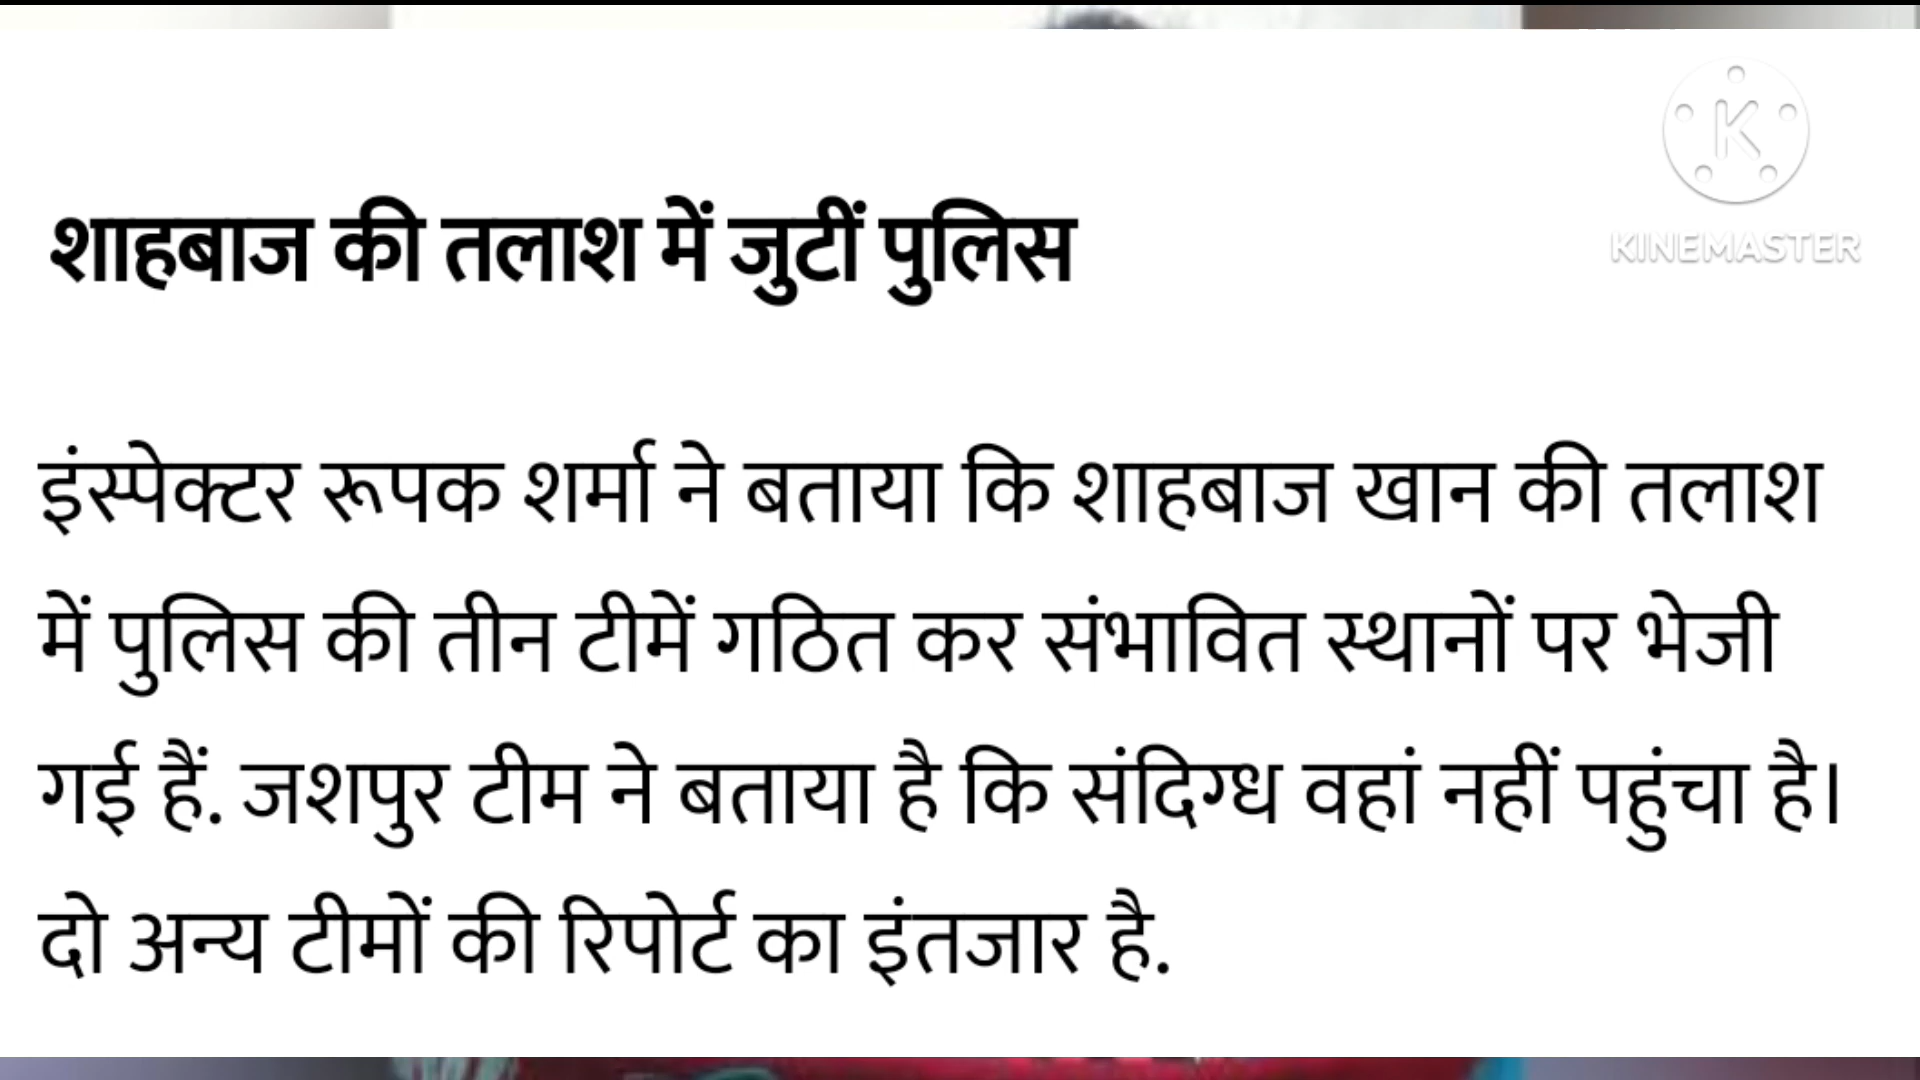 K
KINEMASTER
शाहबाज की तलाश में जुटीं पुलिस
इंस्पेक्टर रूपक शर्मा ने बताया कि शाहबाज खान की तलाश
में पुलिस की तीन टीमें गठित कर संभावित स्थानों पर भेजी
गई हैं. जशपुर टीम ने बताया है कि संदिग्ध वहां नहीं पहुंचा है।
दो अन्य टीमों की रिपोर्ट का इंतजार है.